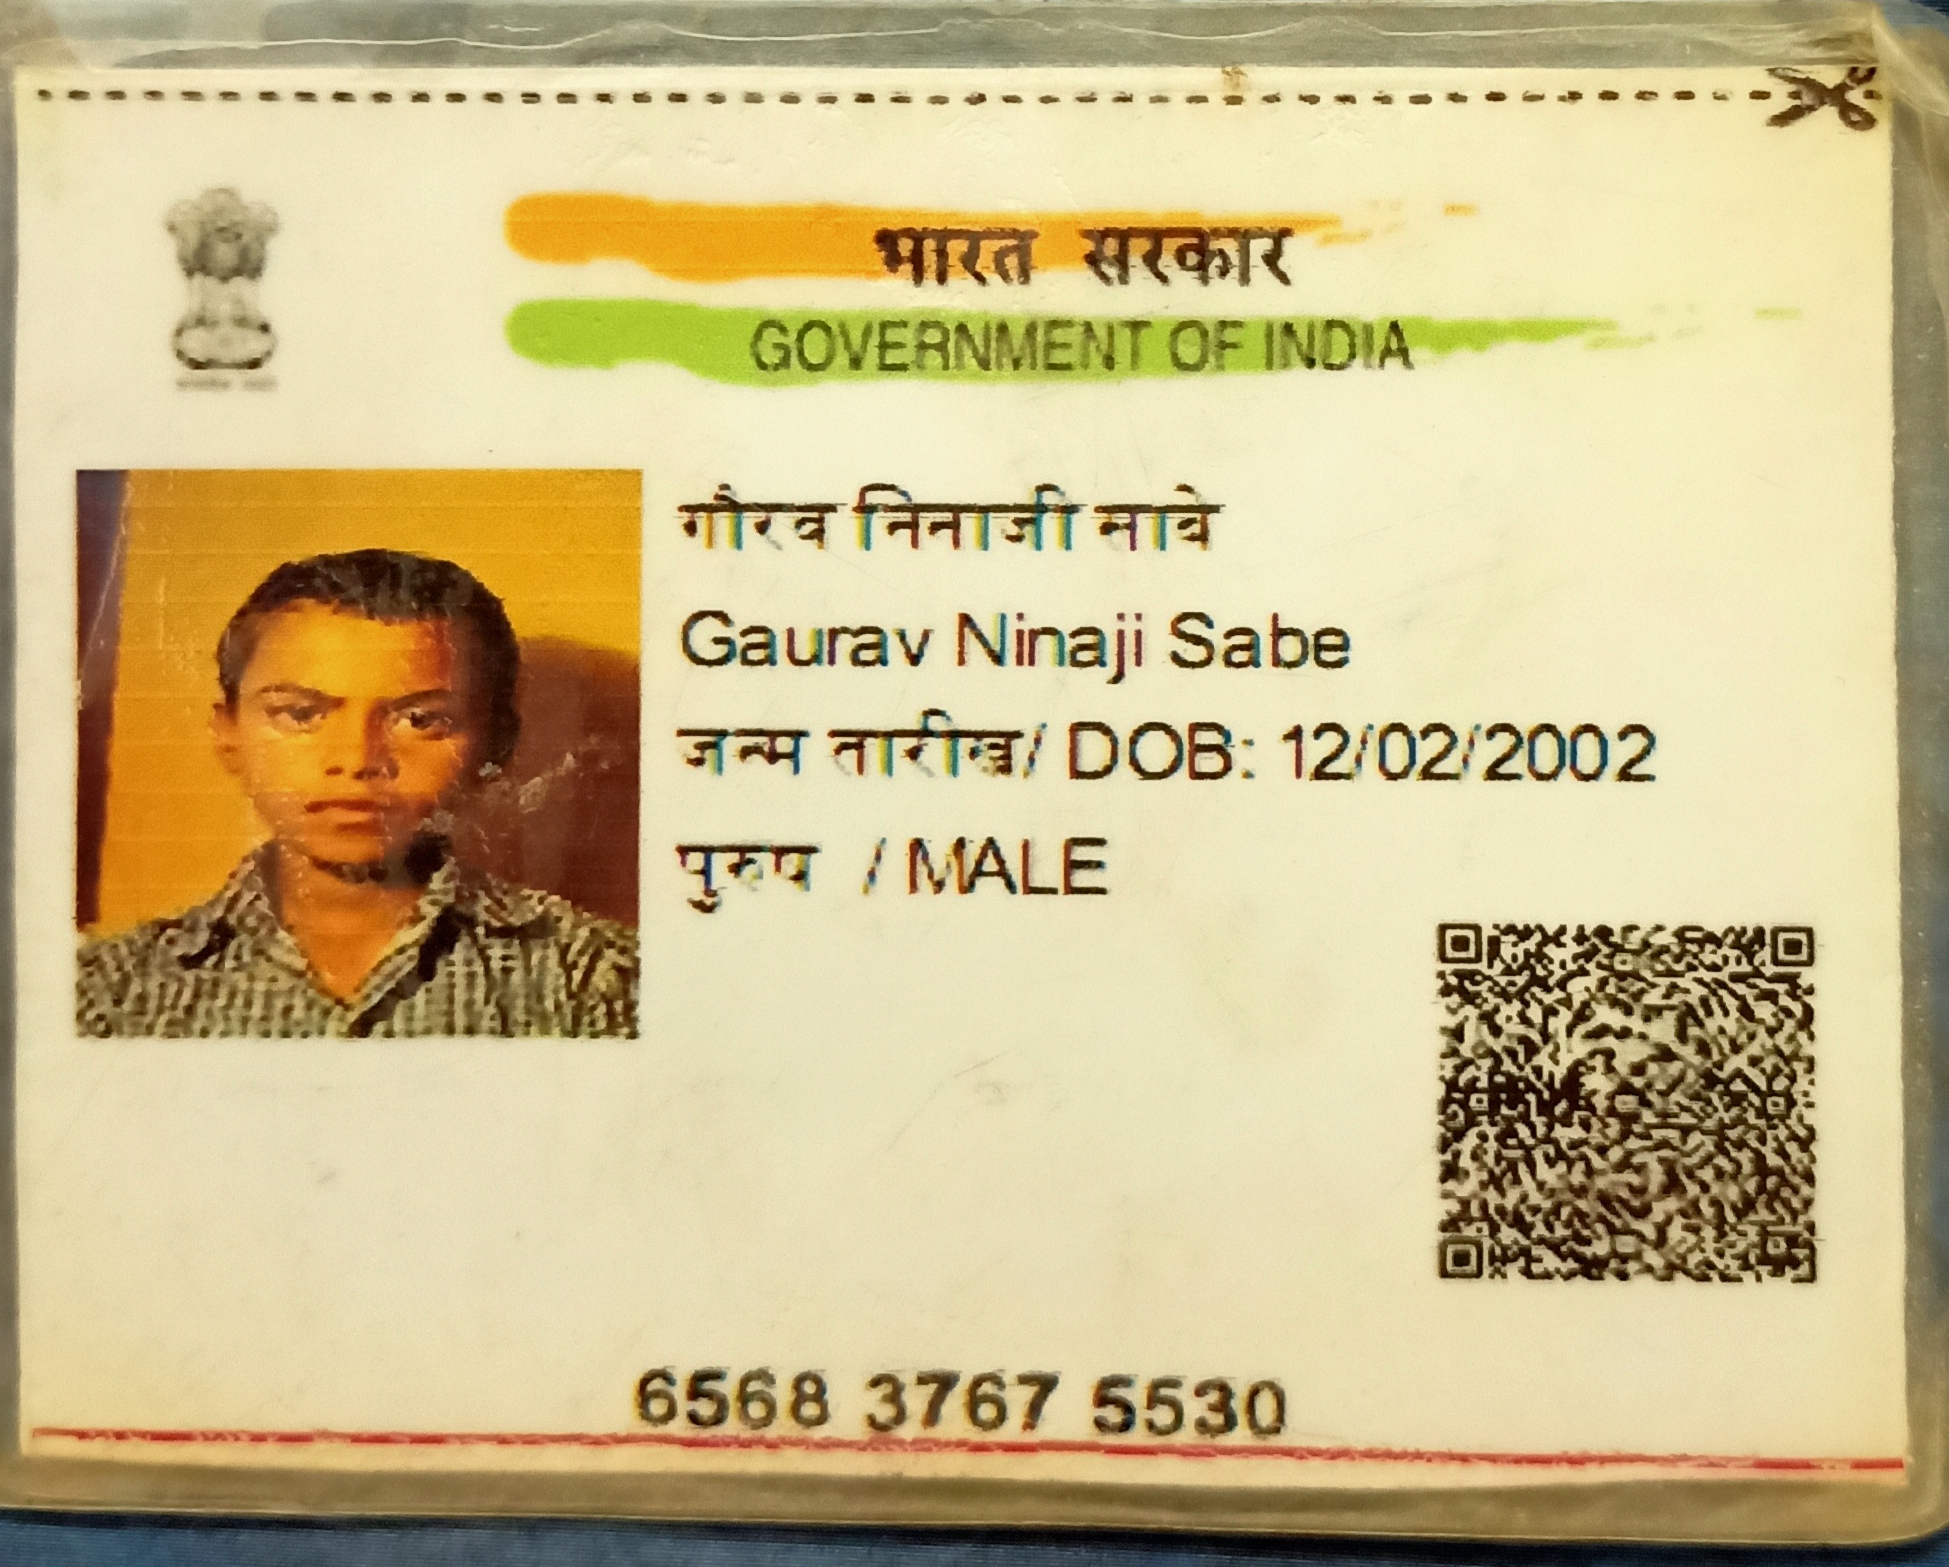 भारत सरकार
GOVERNMENT OF INDIA
गौरव निनाजी साबे
Gaurav Ninaji Sabe
जन्म तारीख/ DOB: 12/02/2002
पुरुष / MALE
6568 3767 5530